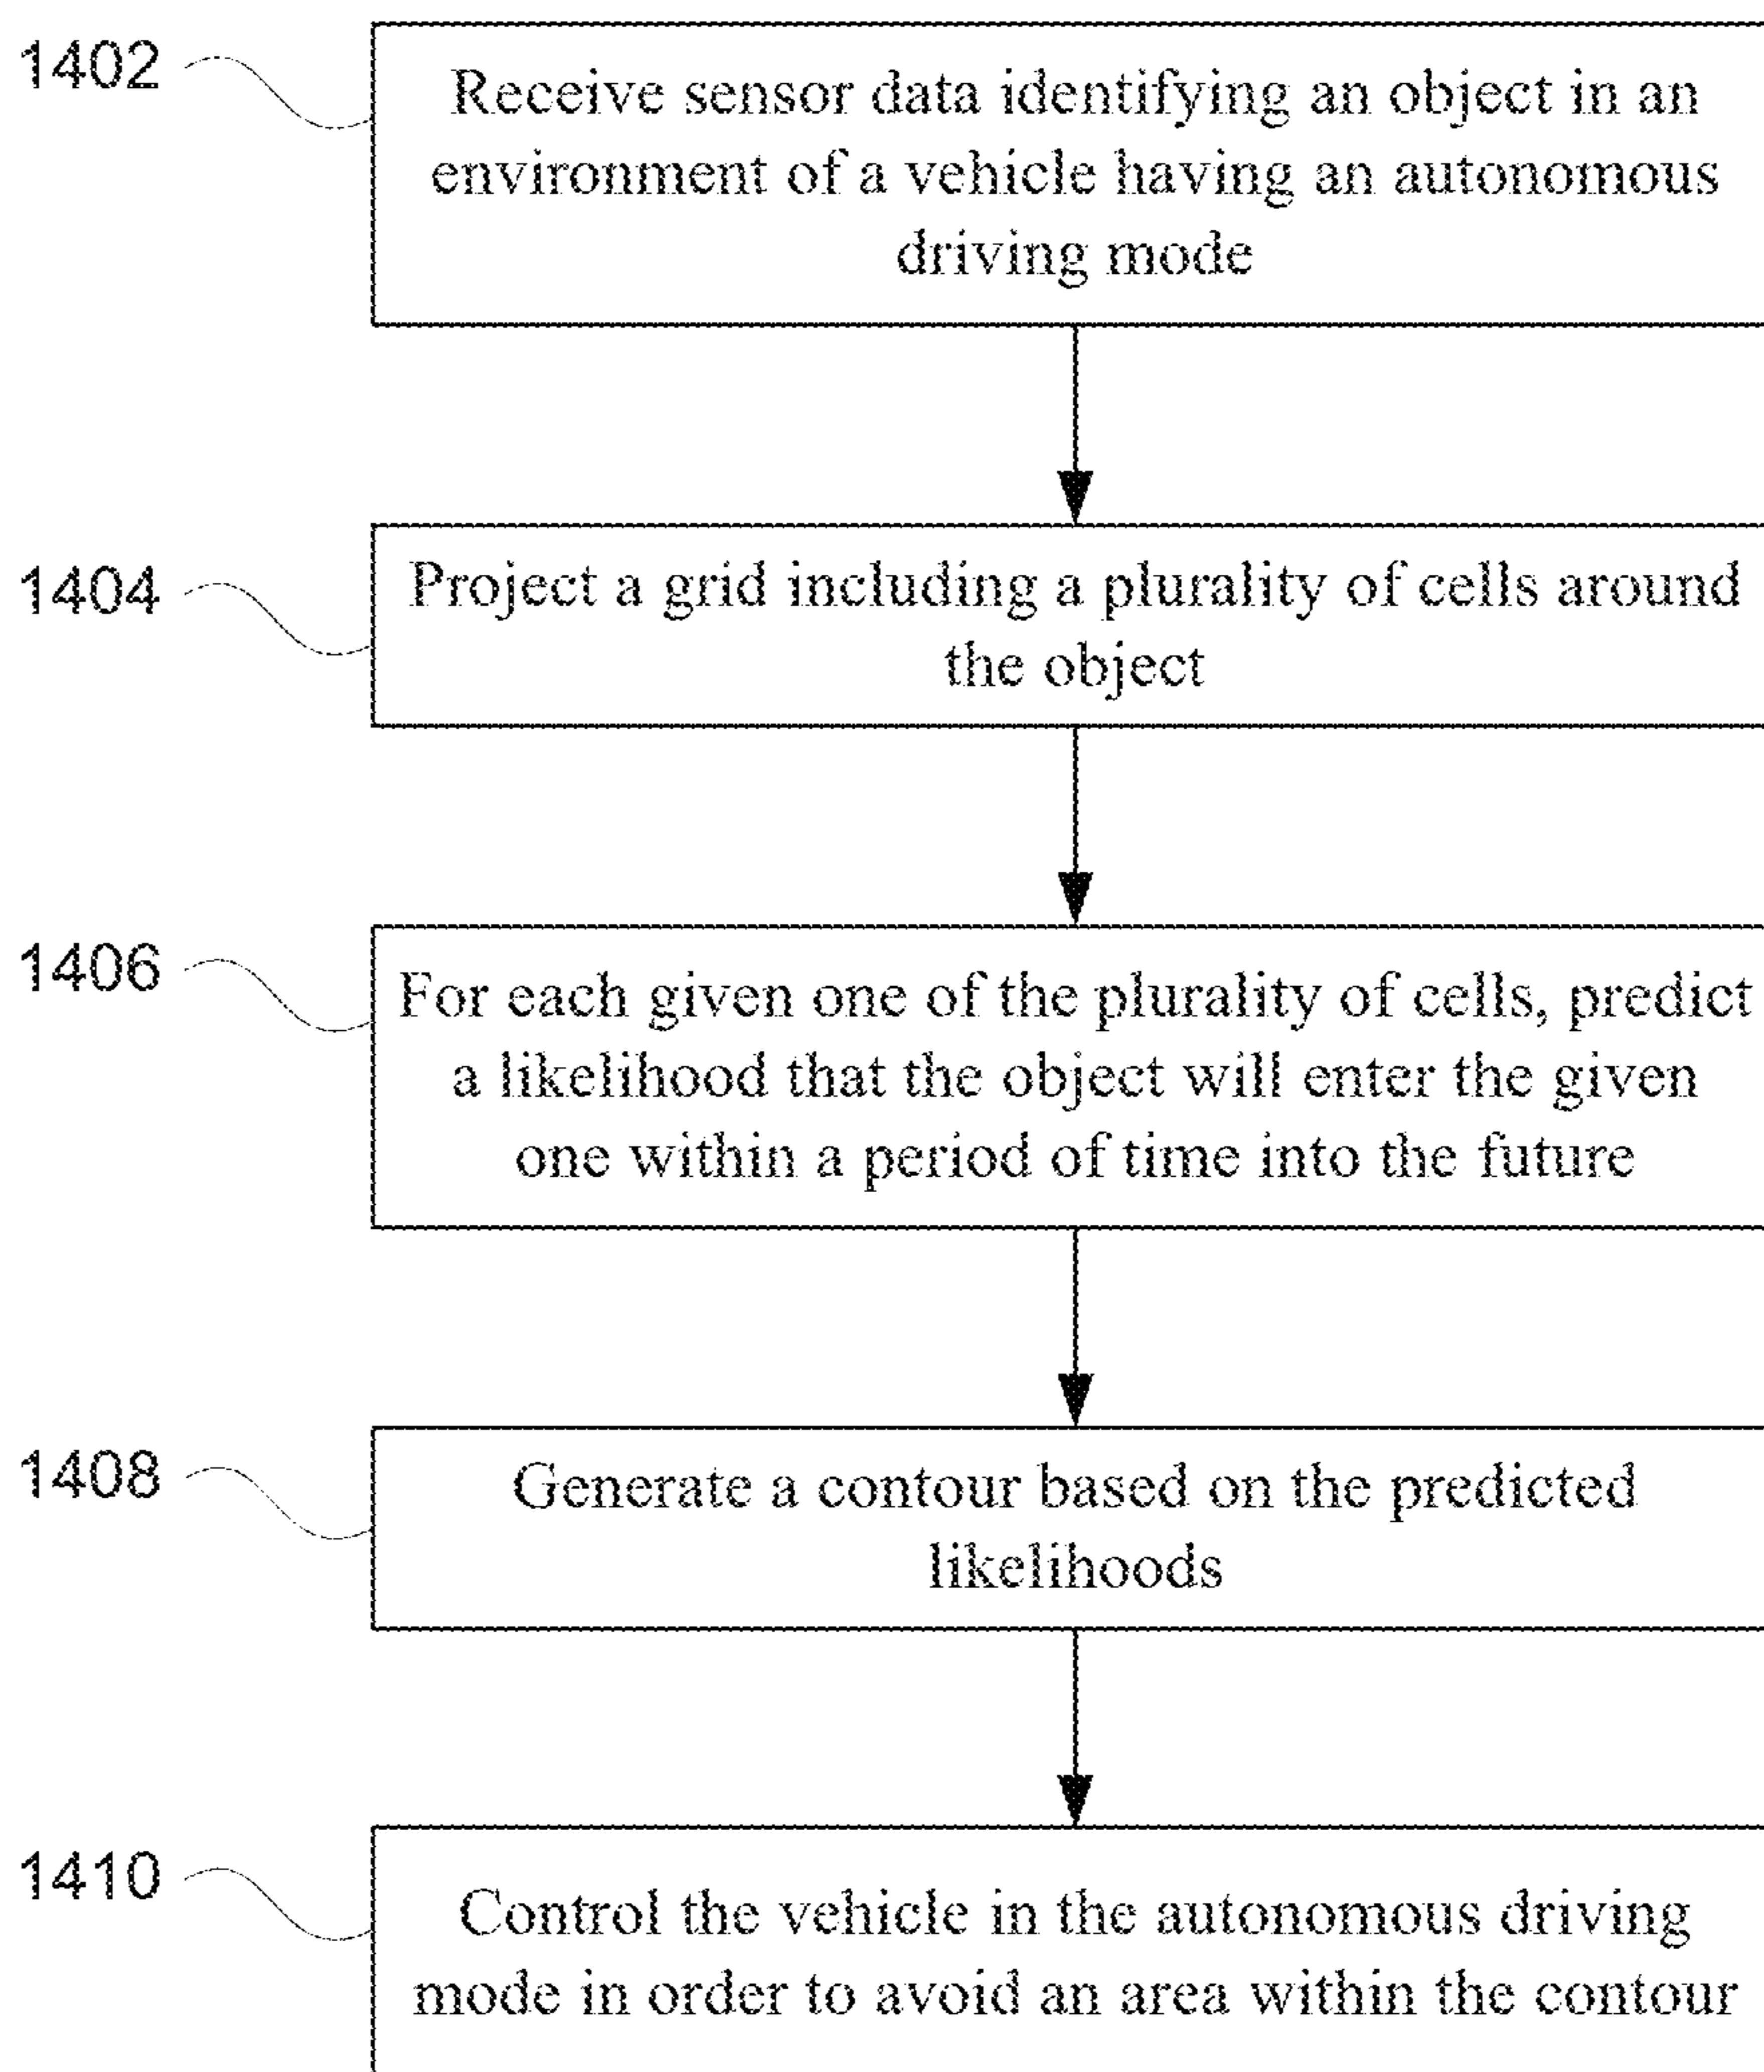 1402
Receive sensor data identifying an object in an
environment of a vehicle having an autonomous
driving mode
1404
Project a grid including a plurality of cells around
the object
1406
For each given one of the plurality of cells, predict
a likelihood that the object will enter the given
one within a period of time into the future
1408
Generate a contour based on the predicted
likelihoods
1410
Control the vehicle in the autonomous driving
mode in order to avoid an area within the contour